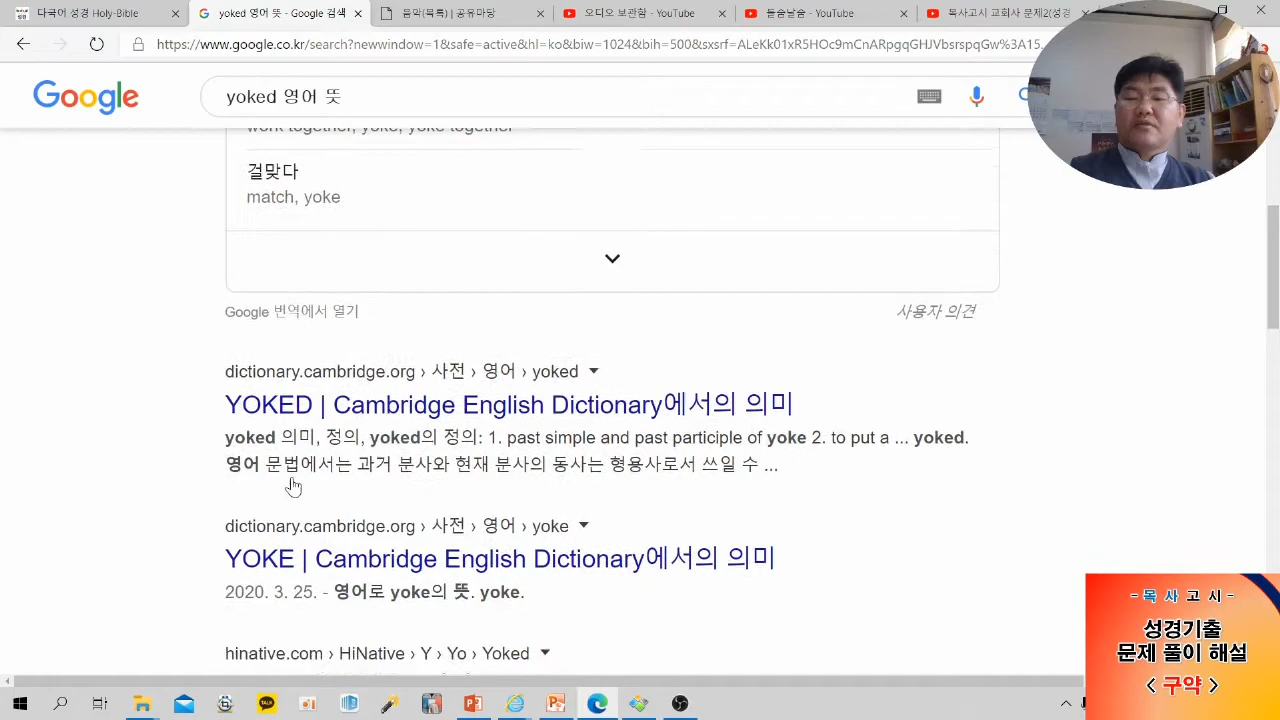 다국어 성경 Holy-Bible
yoked 영어 뜻 - Google 검색
음악(목록) | 공유마당
오디오 보관함 - YouTube
돌숨날숨 - YouTube
목사고시 교회사 문제2(성경
https://www.google.co.kr/search?newwindow=1&safe=active&hl=ko&biw=1024&bih=500&sxsrf=ALeKk01xR5HOc9mCnARpgqGHJVbsrspqGw%3A15...
Google
yoked 영어 뜻
work together, yoke, yoke together
걸맞다
match, yoke
Google 번역에서 열기
사용자 의견
dictionary.cambridge.org › 사전 › 영어 › yoked
YOKED | Cambridge English Dictionary에서의 의미
yoked 의미, 정의, yoked의 정의: 1. past simple and past participle of yoke 2. to put a ... yoked.
영어 문법에서는 과거 분사와 현재 분사의 동사는 형용사로서 쓰일 수 ...
dictionary.cambridge.org › 사전 › 영어 › yoke
YOKE | Cambridge English Dictionary에서의 의미
2020. 3. 25. - 영어로 yoke의 뜻. yoke.
hinative.com › HiNative › Y › Yo › Yoked
- 목 사 고 시 -
성경기출
문제 풀이 해설
< 구약 >
TALK